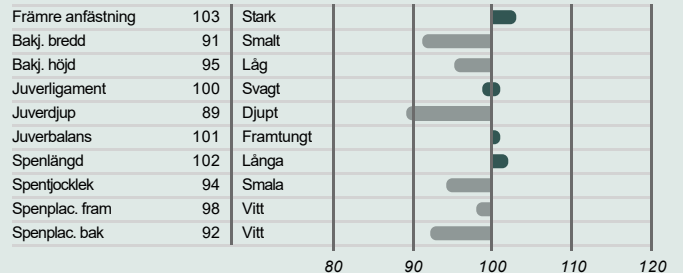 Främre anfästning 103 Stark
Bakj. bredd 91 Smalt
Bakj. höjd 95 Låg
Juverligament 100 Svagt
Juverdjup 89 Djupt
Juverbalans 101 Framtungt
Spenlängd 102 Långa
Spentjocklek 94 Smala
Spenplac. fram 98 Vitt
Spenplac. bak 92 Vitt
80 90 100 110 120